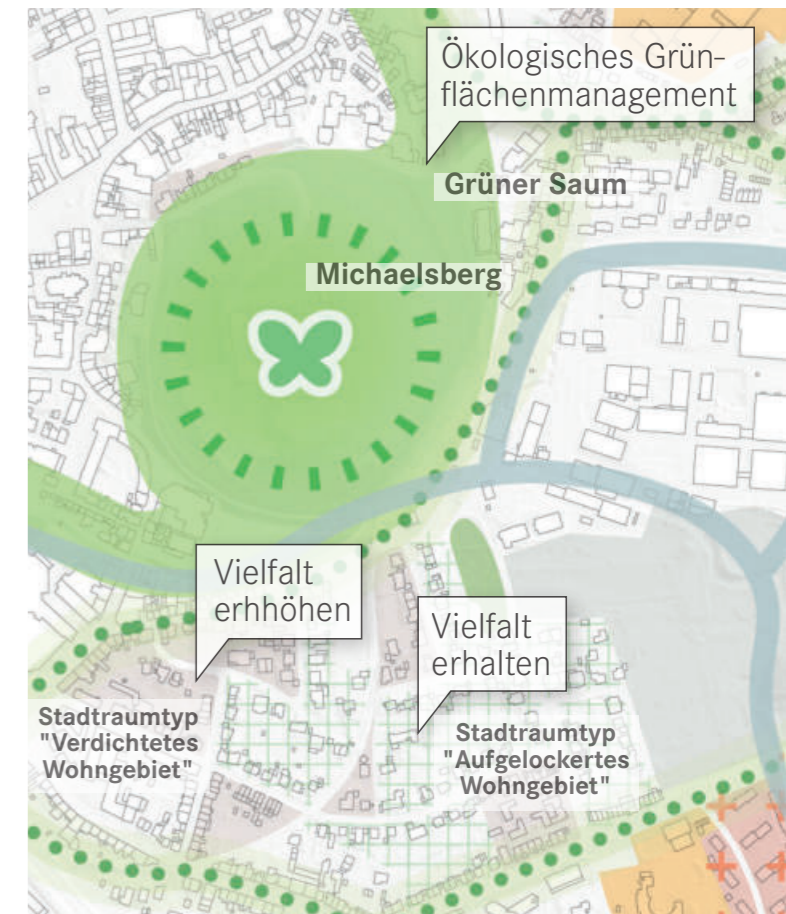 Ökologisches Grün-
flächenmanagement
Grüner Saum
Michaelsberg
Vielfalt
erhhöhen
Vielfalt
erhalten
Stadtraumtyp
"Verdichtetes
Wohngebiet"
Stadtraumtyp
"Aufgelockertes
Wohngebiet"